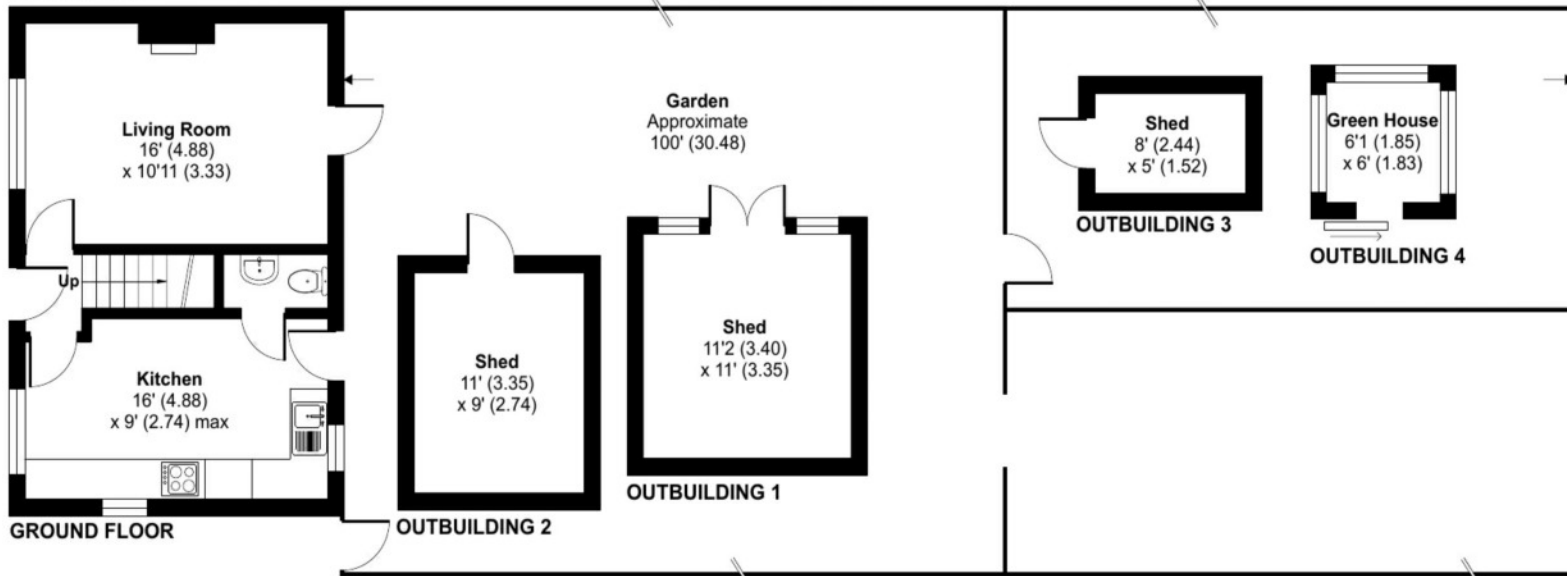 Living Room
16' (4.88)
x 10'11 (3.33)
Up
Kitchen
16' (4.88)
x 9' (2.74) max
GROUND FLOOR
Garden
Approximate
100' (30.48)
Shed
11' (3.35)
x 9' (2.74)
OUTBUILDING 2
Shed
11'2 (3.40)
x 11' (3.35)
OUTBUILDING 1
Shed
8' (2.44)
x 5' (1.52)
OUTBUILDING 3
Green House
6'1 (1.85)
x 6' (1.83)
OUTBUILDING 4